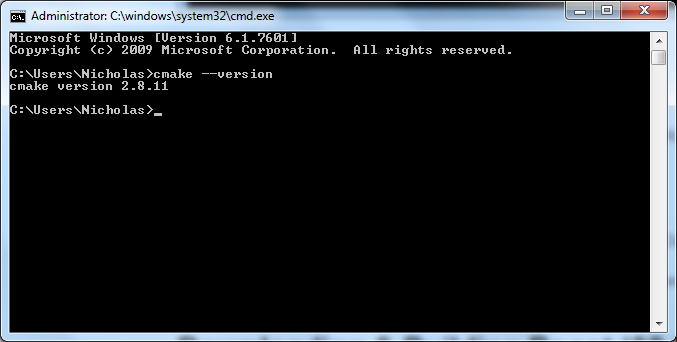 Administrator: C:\windows\system32\cmd.exe
Microsoft Windows [Version 6.1.7601]
Copyright (c) 2009 Microsoft Corporation.  All rights reserved.
C:\Users\Nicholas>cmake --version
cmake version 2.8.11
C:\Users\Nicholas>_